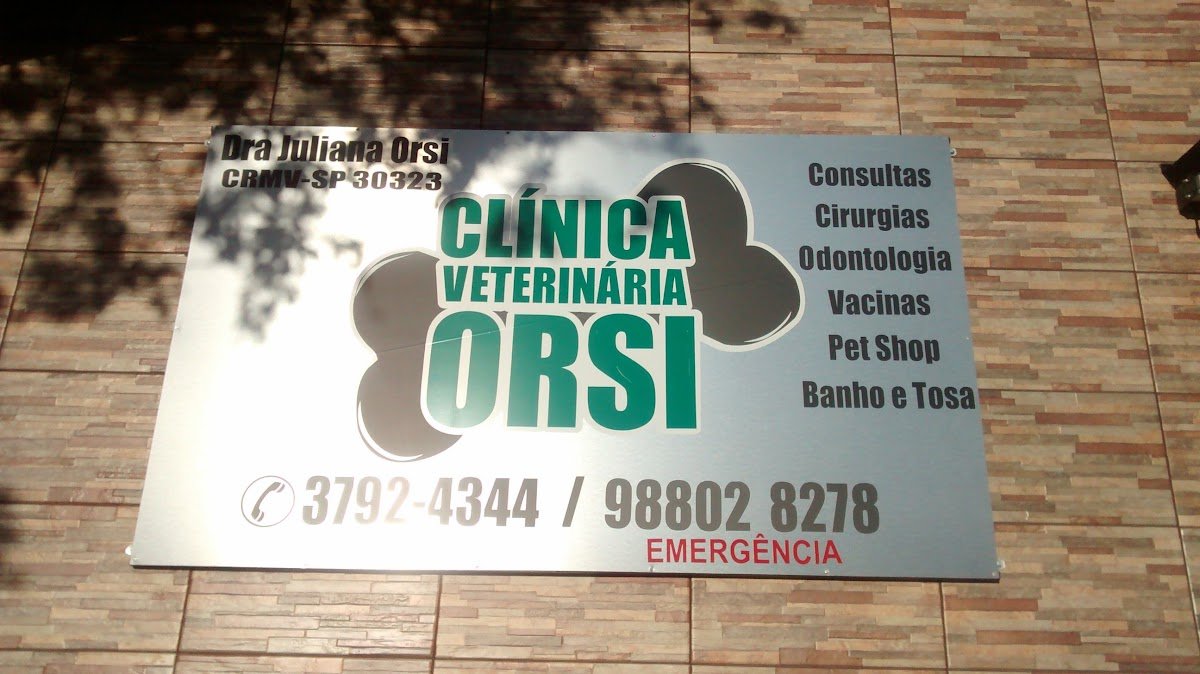 Dra Juliana Orsi
CRMV-SP 30323
CLÍNICA
VETERINÁRIA
ORSI
Consultas
Cirurgias
Odontologia
Vacinas
Pet Shop
Banho e Tosa
3792-4344 / 98802 8278
EMERGÊNCIA